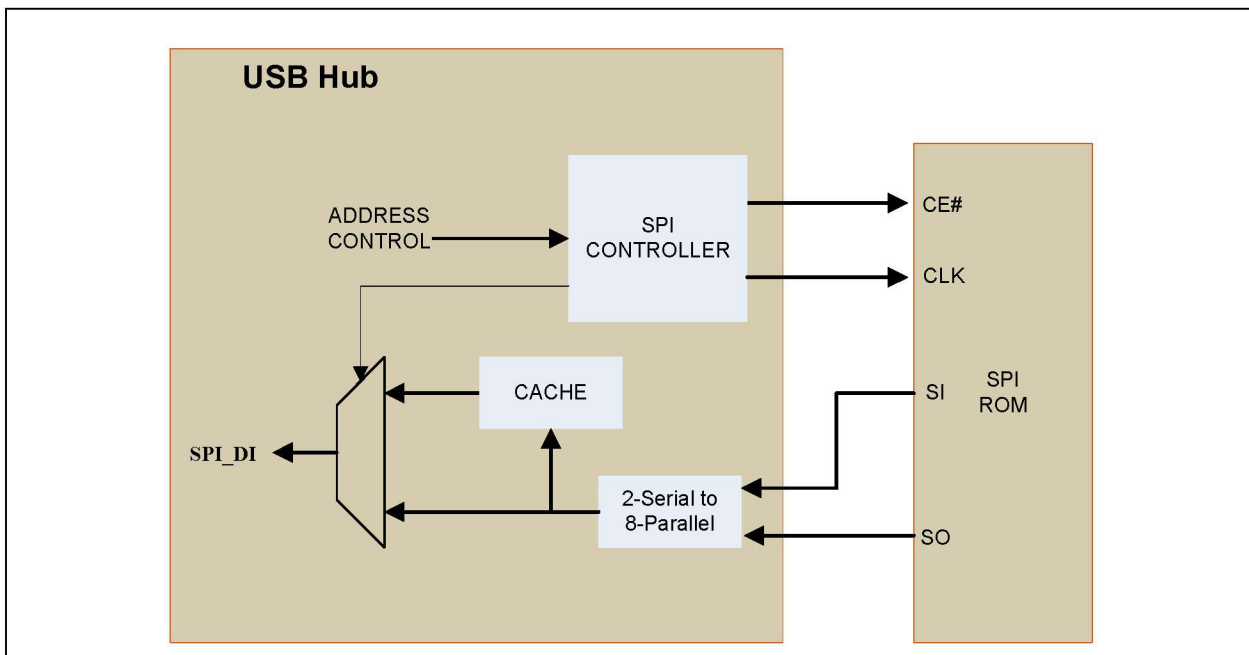 USB Hub
ADDRESS
CONTROL
SPI
CONTROLLER
CE#
CLK
CACHE
SI
SPI
ROM
SPI_DI
2-Serial to
8-Parallel
SO